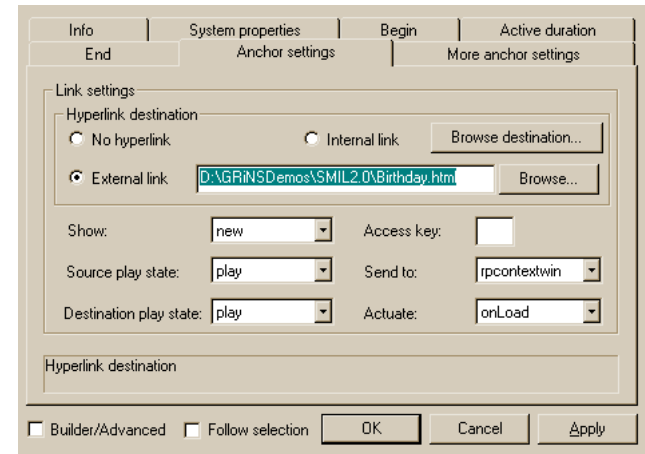 Info System properties Begin Active duration
End Anchor settings More anchor settings
Link settings
Hyperlink destination
No hyperlink Internal link Browse destination...
External link D:\GRiNSDemos\SMIL2.0\Birthday.html Browse...
Show: new Access key:
Source play state: play Send to: rpcontextwin
Destination play state: play Actuate: onLoad
Hyperlink destination
Builder/Advanced Follow selection OK Cancel Apply